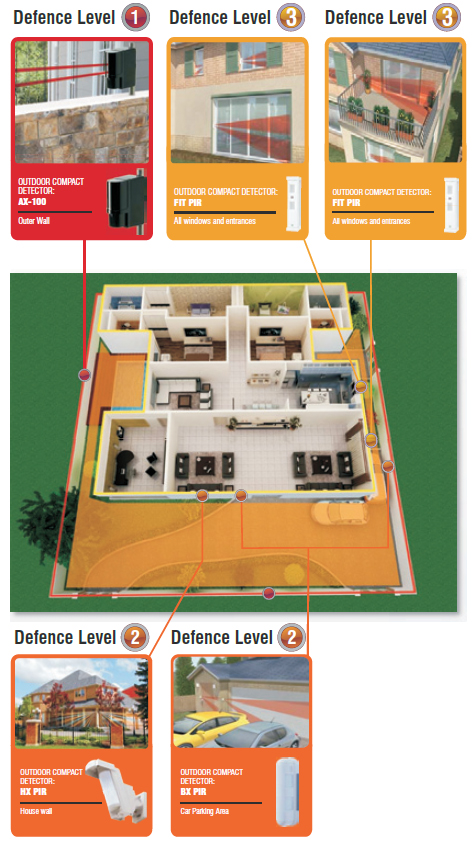 Defence Level 1
Defence Level 3
Defence Level 3
OUTDOOR COMPACT
DETECTOR:
AX-100
Outer Wall
OUTDOOR COMPACT DETECTOR:
FIT PIR
All windows and entrances
OUTDOOR COMPACT DETECTOR:
FIT PIR
All windows and entrances
Defence Level 2
Defence Level 2
OUTDOOR COMPACT
DETECTOR:
HX PIR
House wall
OUTDOOR COMPACT
DETECTOR:
BX PIR
Car Parking Area